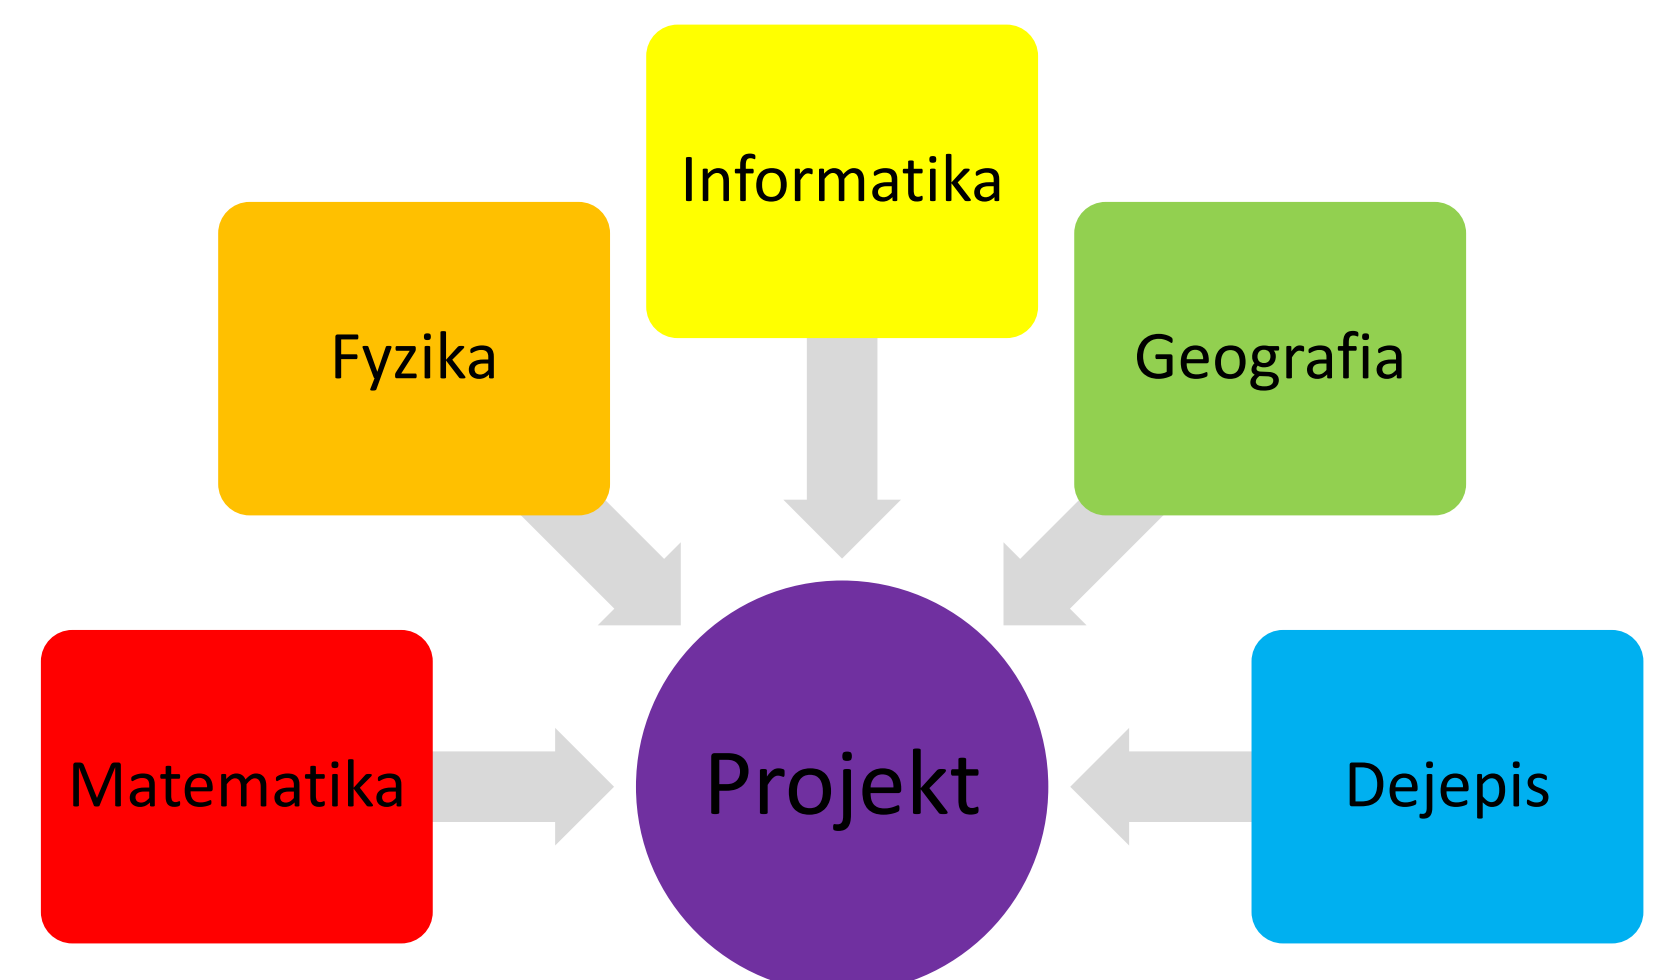 Informatika
Fyzika
Geografia
Matematika
Projekt
Dejepis